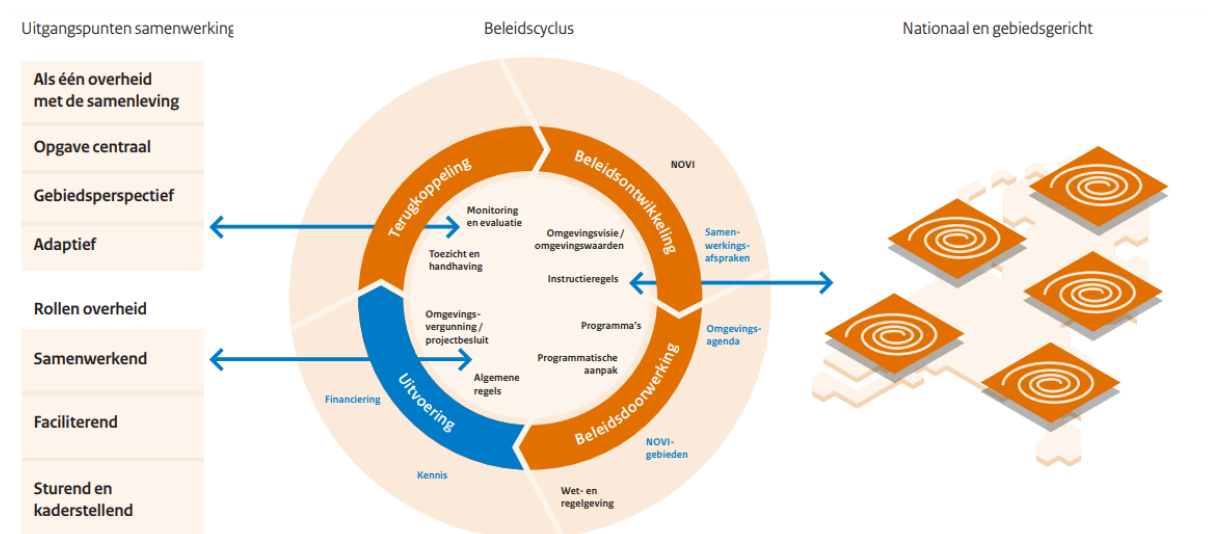 Uitgangspunten samenwerking
Als één overheid
met de samenleving
Opgave centraal
Gebiedsperspectief
Adaptief
Rollen overheid
Samenwerkend
Faciliterend
Sturend en
kaderstellend
Beleidscyclus
Terugkoppeling
Beleidsontwikkeling
Beleidsdoorwerking
Uitvoering
Monitoring
en evaluatie
Toezicht en
handhaving
Omgevings-
vergunning /
projectbesluit
Algemene
regels
Omgevingsvisie /
omgevingswaarden
Instructieregels
Programma's
Programmatische
aanpak
NOVI
Samen-
werkings-
afspraken
Omgevings-
agenda
NOVI-
gebieden
Wet- en
regelgeving
Kennis
Financiering
Nationaal en gebiedsgericht